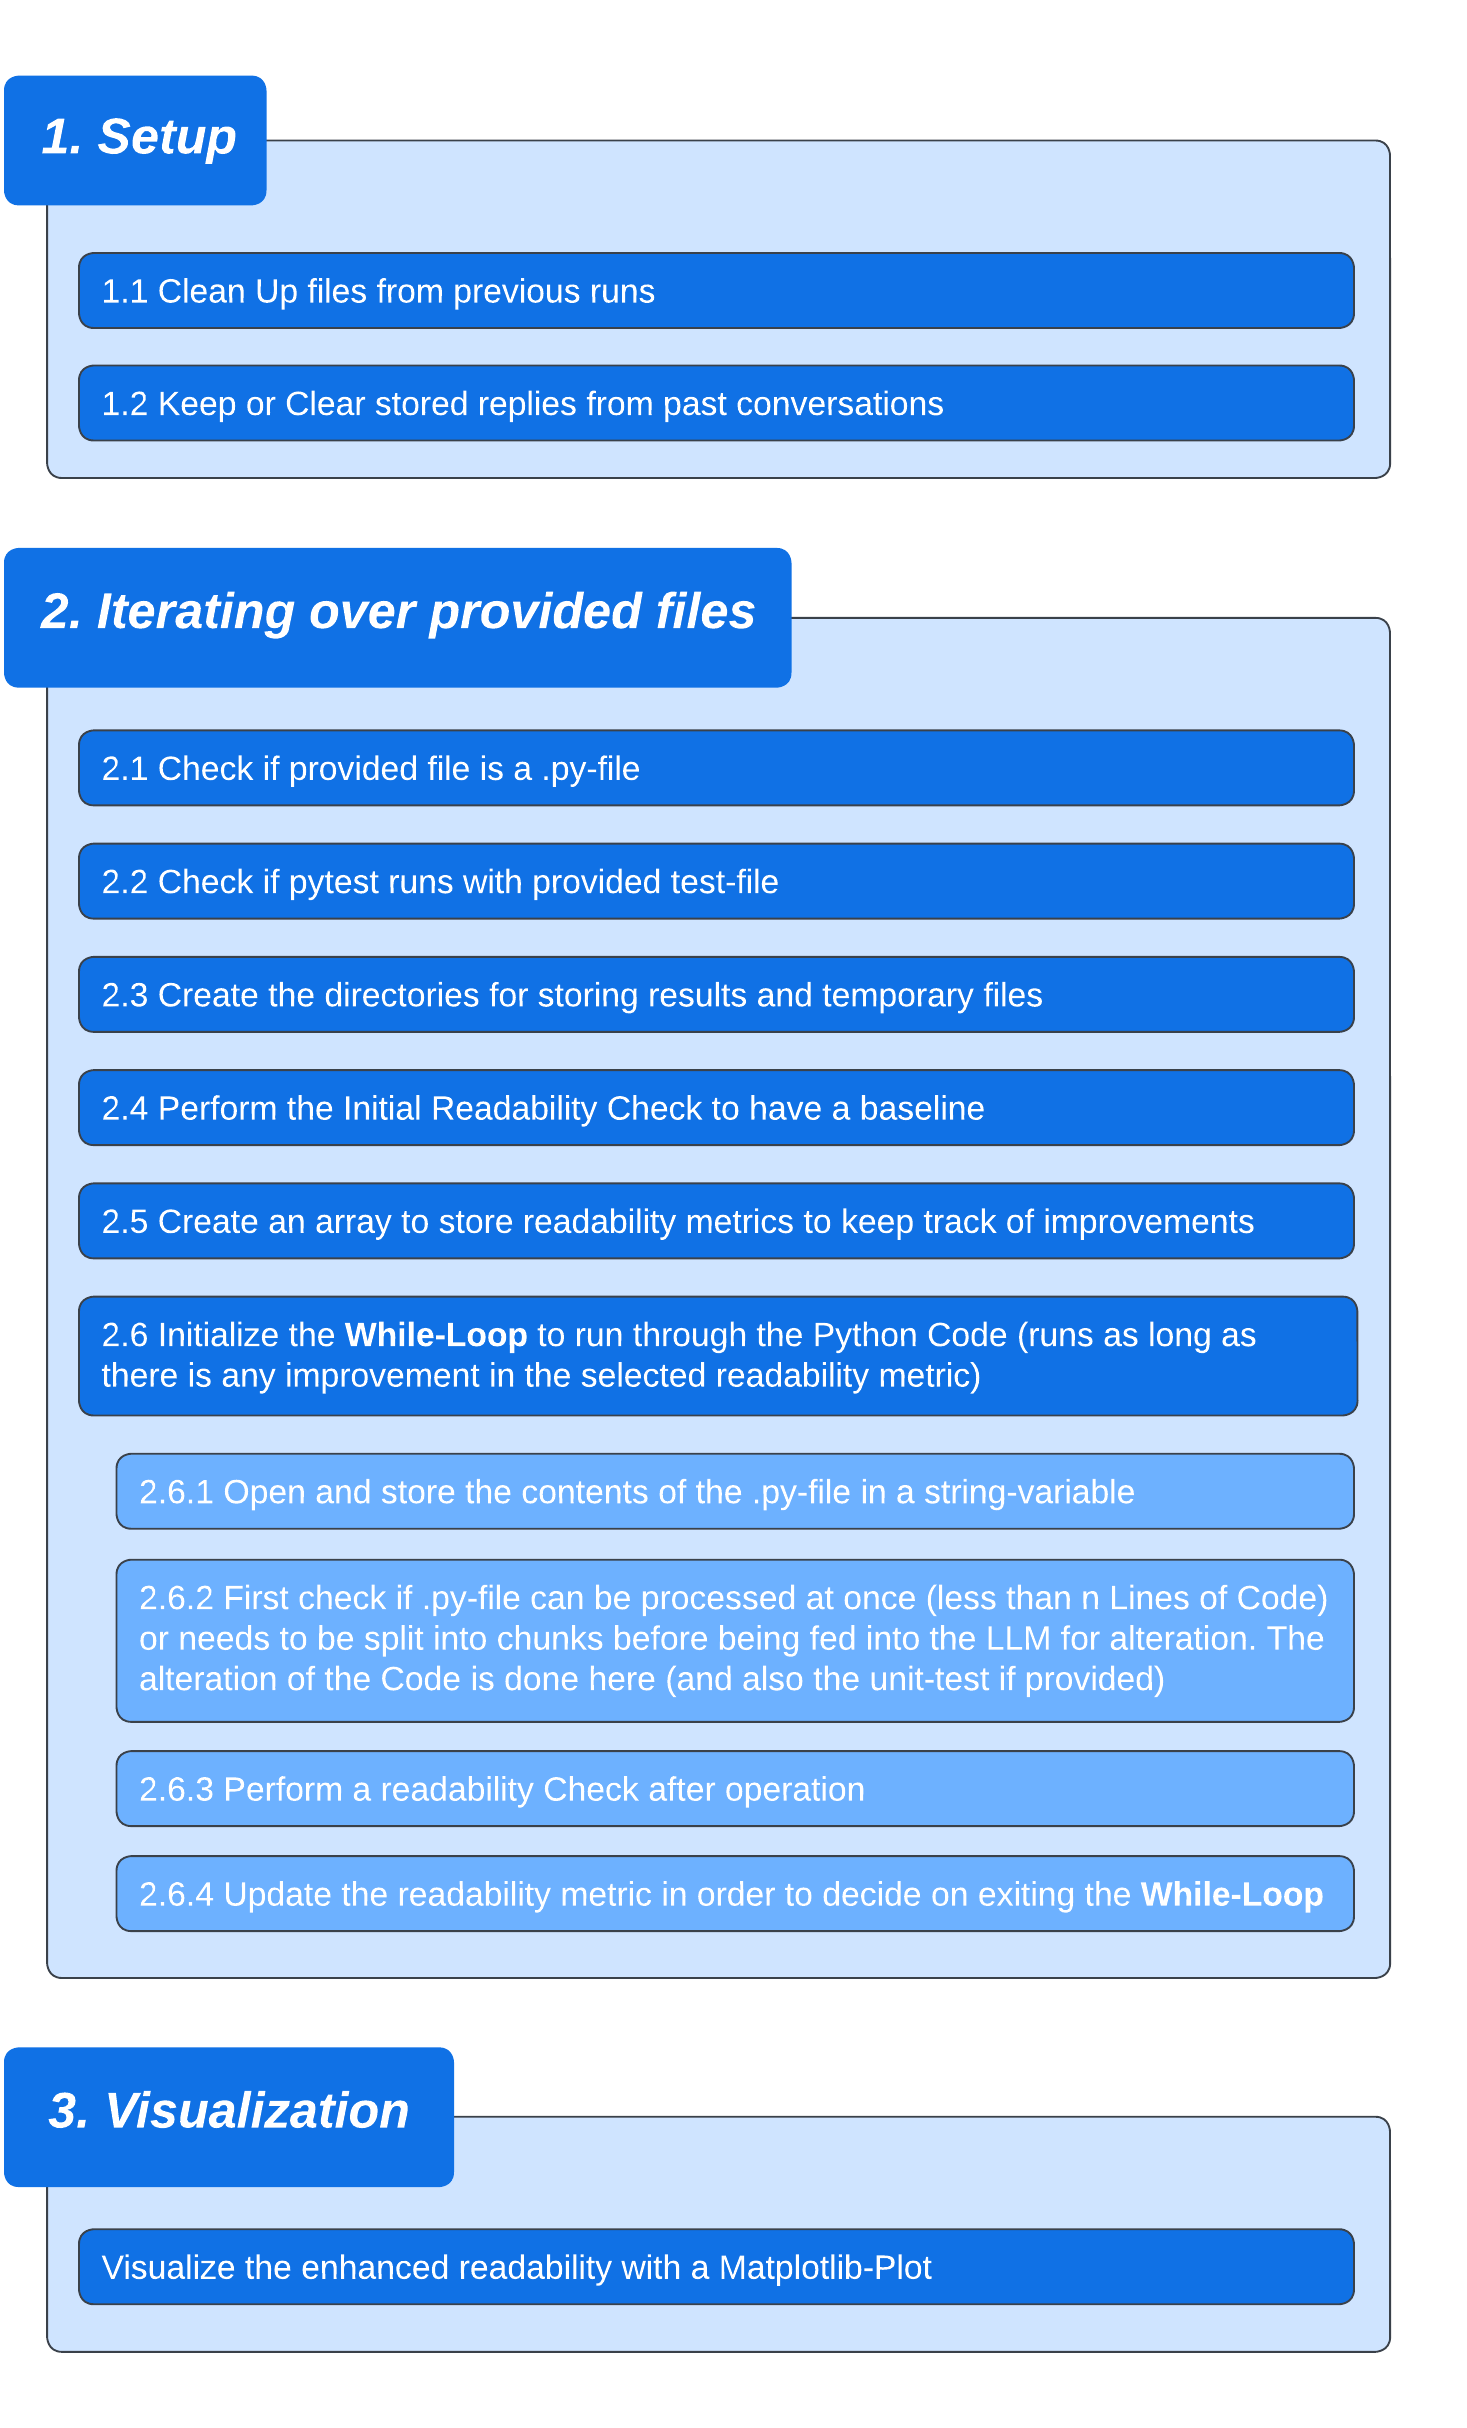 1. Setup
1.1 Clean Up files from previous runs
1.2 Keep or Clear stored replies from past conversations
2. Iterating over provided files
2.1 Check if provided file is a .py-file
2.2 Check if pytest runs with provided test-file
2.3 Create the directories for storing results and temporary files
2.4 Perform the Initial Readability Check to have a baseline
2.5 Create an array to store readability metrics to keep track of improvements
2.6 Initialize the While-Loop to run through the Python Code (runs as long as
there is any improvement in the selected readability metric)
2.6.1 Open and store the contents of the .py-file in a string-variable
2.6.2 First check if .py-file can be processed at once (less than n Lines of Code)
or needs to be split into chunks before being fed into the LLM for alteration. The
alteration of the Code is done here (and also the unit-test if provided)
2.6.3 Perform a readability Check after operation
2.6.4 Update the readability metric in order to decide on exiting the While-Loop
3. Visualization
Visualize the enhanced readability with a Matplotlib-Plot